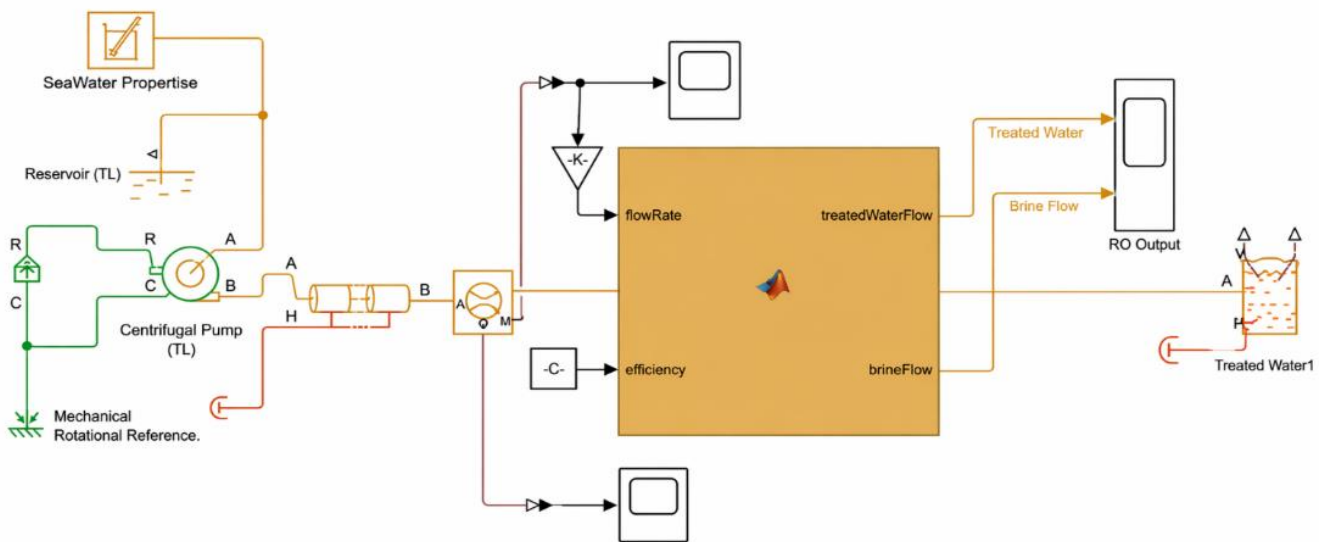 SeaWater Propertise
Reservoir (TL)
R
R
A
C
C
B
Centrifugal Pump
(TL)
Mechanical
Rotational Reference.
A
B
H
A
Q
M
-K-
flowRate
treatedWaterFlow
-C-
efficiency
brineFlow
Treated Water
Brine Flow
RO Output
V
A
H
Treated Water1